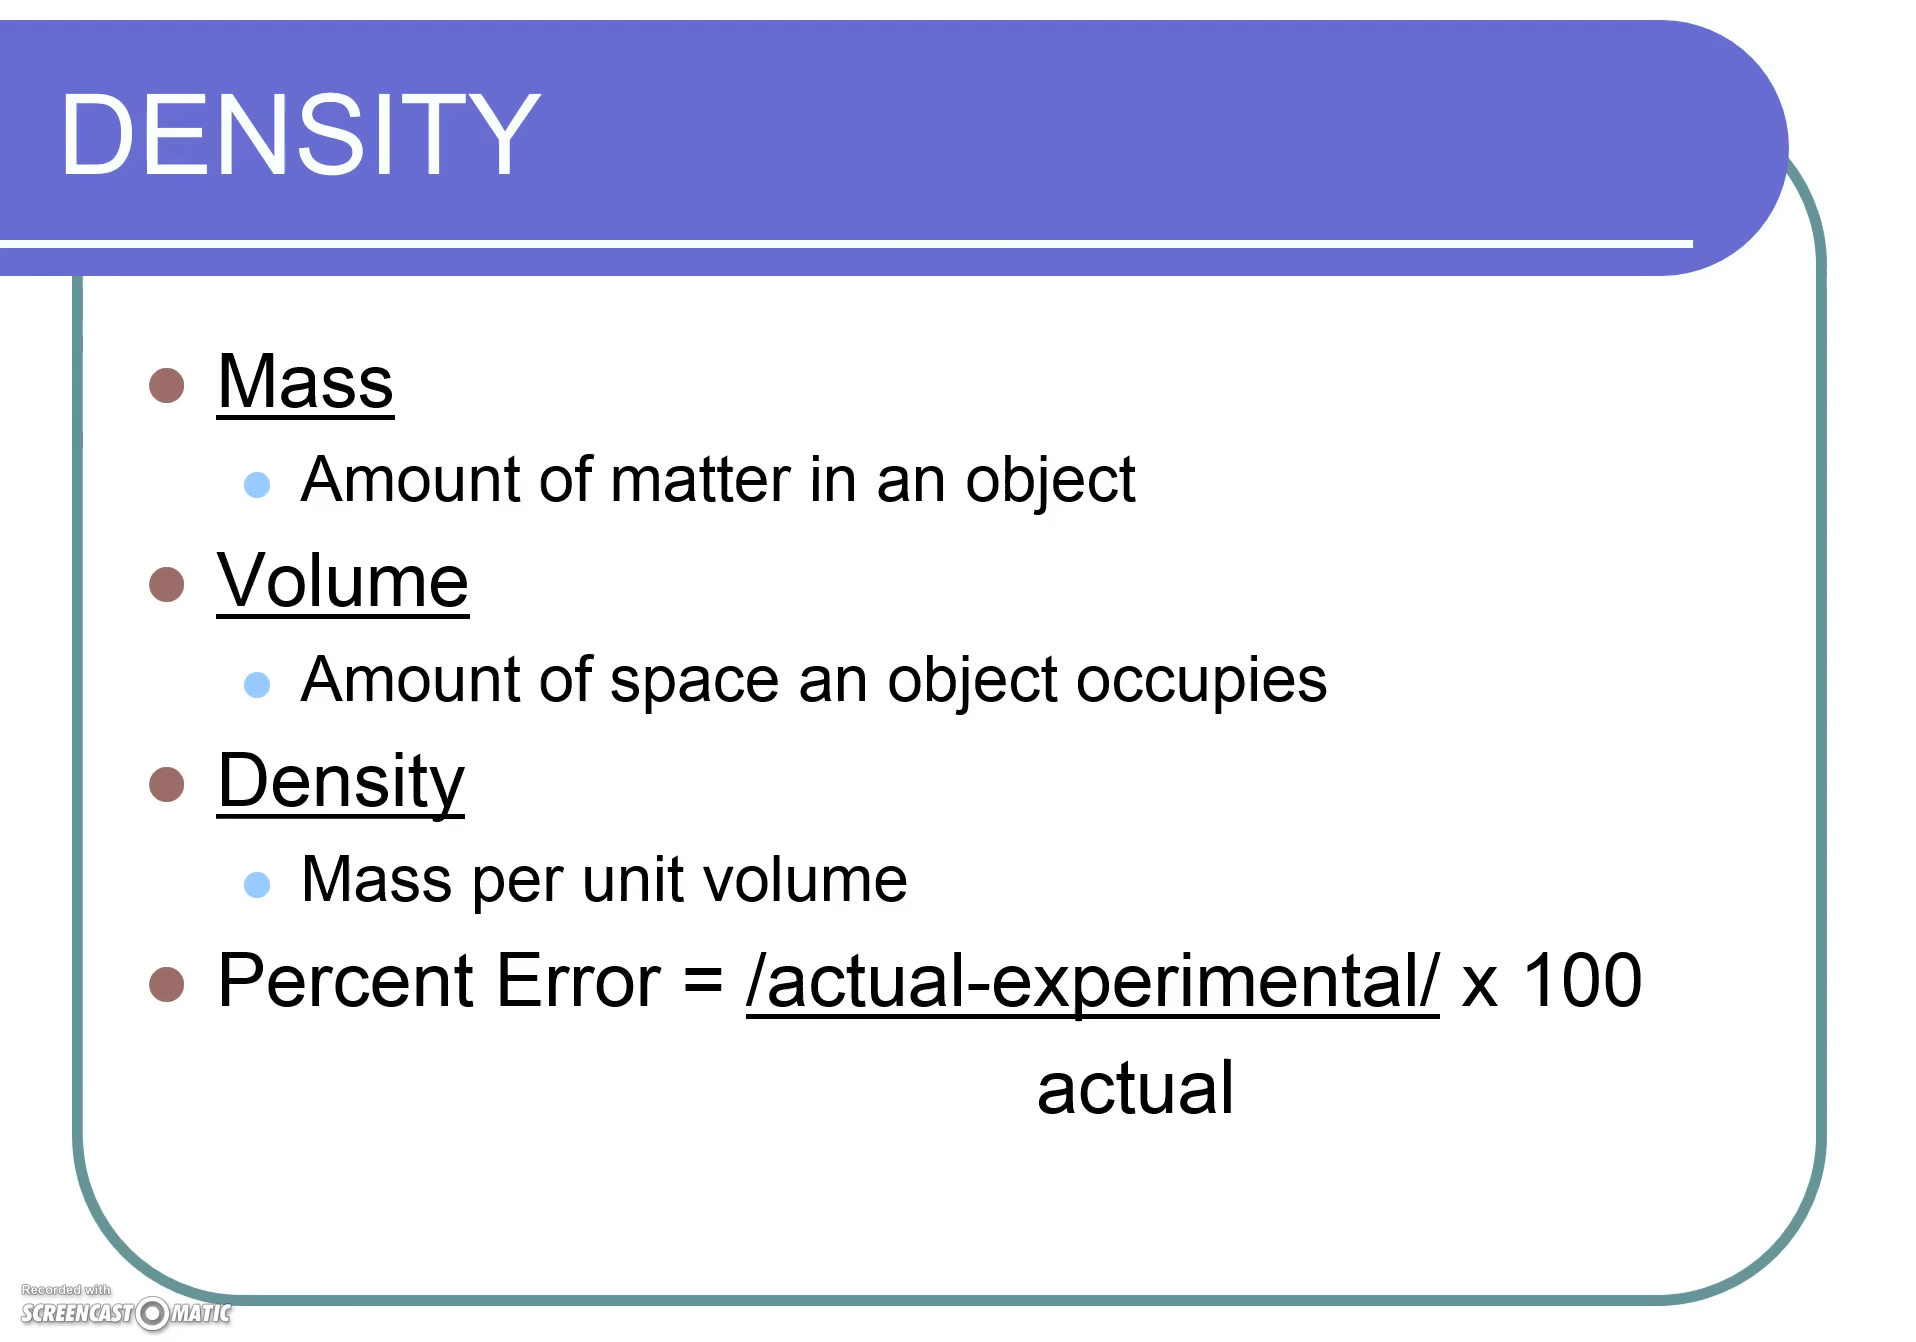 DENSITY
Mass
Amount of matter in an object
Volume
Amount of space an object occupies
Density
Mass per unit volume
Percent Error = /actual-experimental/ x 100
actual
Recorded with
SCREENCAST MATIC